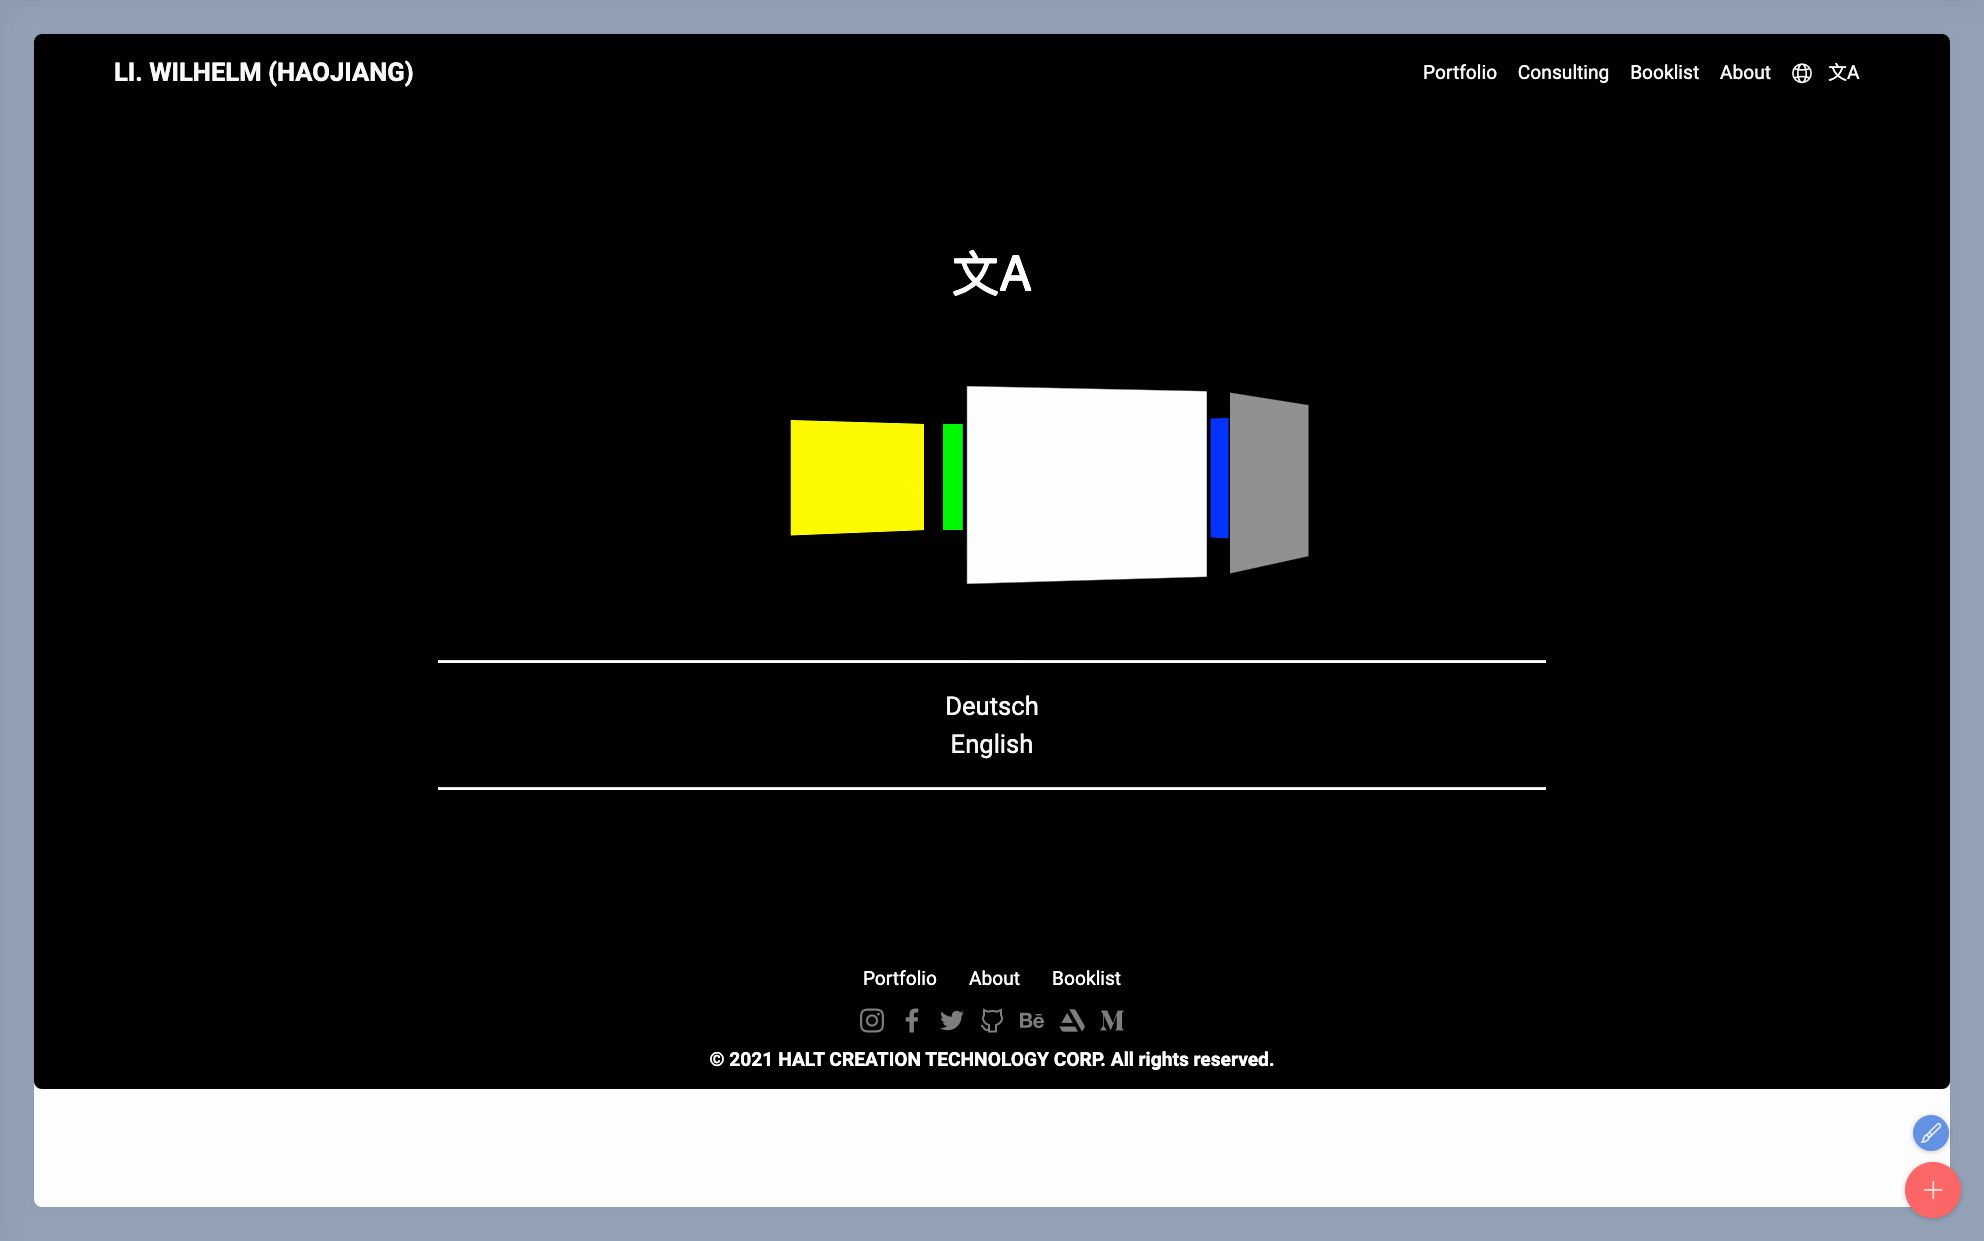 LI. WILHELM (HAOJIANG)
Portfolio Consulting Booklist About 文A
文A
Deutsch
English
Portfolio About Booklist
Bē
© 2021 HALT CREATION TECHNOLOGY CORP. All rights reserved.